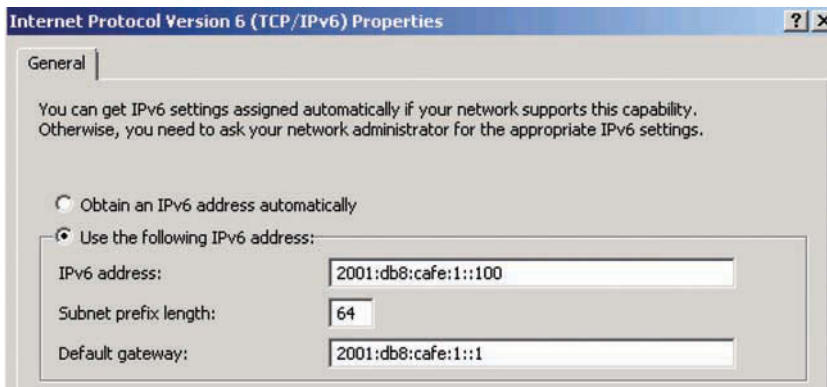 Internet Protocol Version 6 (TCP/IPv6) Properties
General
You can get IPv6 settings assigned automatically if your network supports this capability.
Otherwise, you need to ask your network administrator for the appropriate IPv6 settings.
Obtain an IPv6 address automatically
Use the following IPv6 address:
IPv6 address: 2001:db8:cafe:1::100
Subnet prefix length: 64
Default gateway: 2001:db8:cafe:1::1